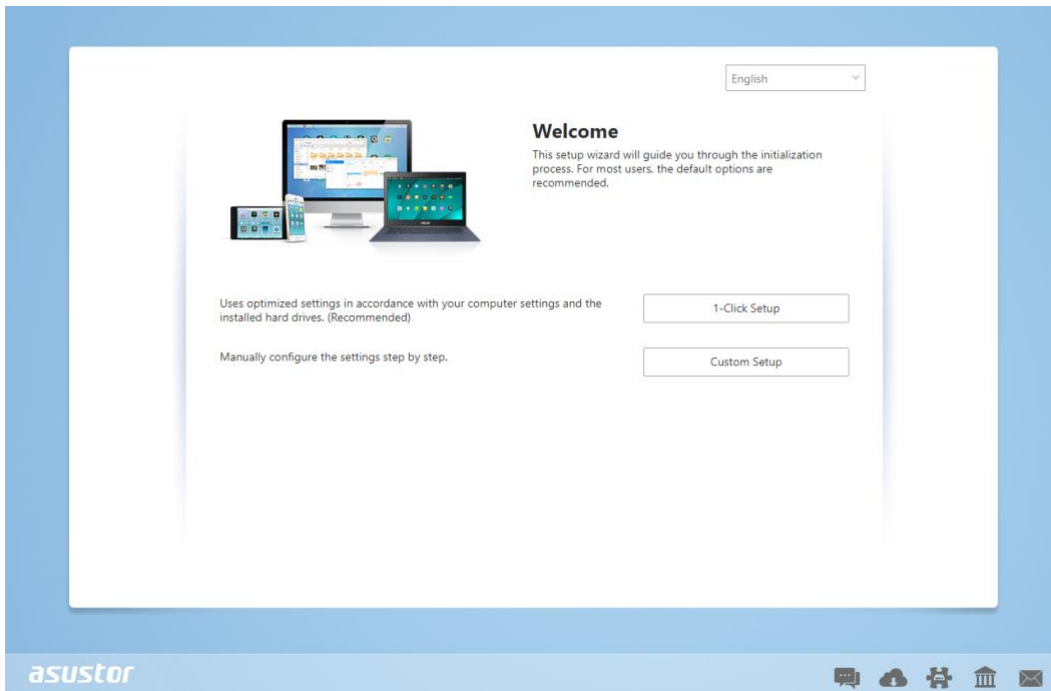 English
Welcome
This setup wizard will guide you through the initialization
process. For most users, the default options are
recommended.
Uses optimized settings in accordance with your computer settings and the
installed hard drives. (Recommended)
1-Click Setup
Manually configure the settings step by step.
Custom Setup
asustor